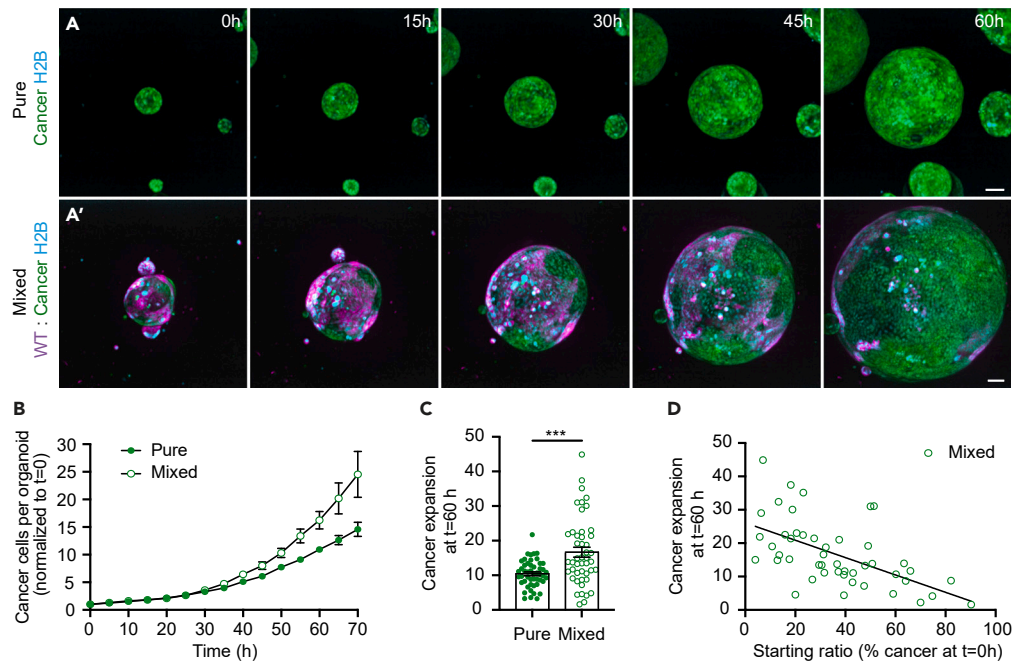 A
0h
15h
30h
45h
60h
Pure
Cancer H2B
A′
Mixed
WT : Cancer H2B
B
Cancer cells per organoid
(normalized to t=0)
30
25
20
15
10
5
0
Pure
Mixed
0 10 20 30 40 50 60 70
Time (h)
C
Cancer expansion
at t=60 h
50
40
30
20
10
0
***
Pure Mixed
D
Cancer expansion
at t=60 h
50
40
30
20
10
0
Mixed
0 20 40 60 80 100
Starting ratio (% cancer at t=0h)